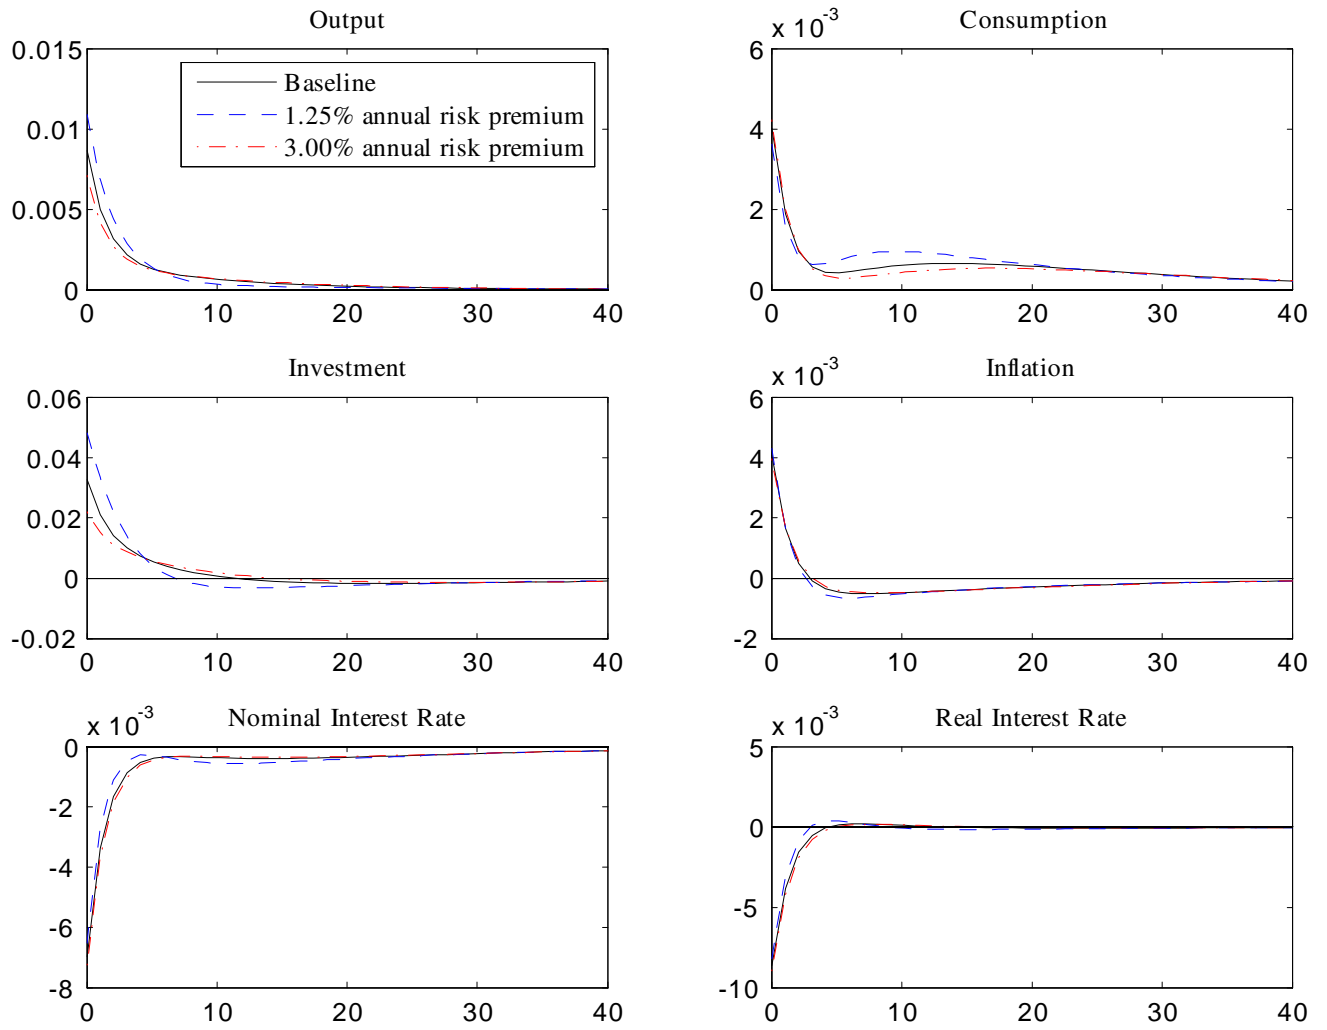 Output
0.015
0.01
0.005
0
0 10 20 30 40
Baseline
1.25% annual risk premium
3.00% annual risk premium
Consumption
x 10-3
6
4
2
0
0 10 20 30 40
Investment
0.06
0.04
0.02
0
-0.02
0 10 20 30 40
Inflation
x 10-3
6
4
2
0
-2
0 10 20 30 40
Nominal Interest Rate
x 10-3
0
-2
-4
-6
-8
0 10 20 30 40
Real Interest Rate
x 10-3
5
0
-5
-10
0 10 20 30 40